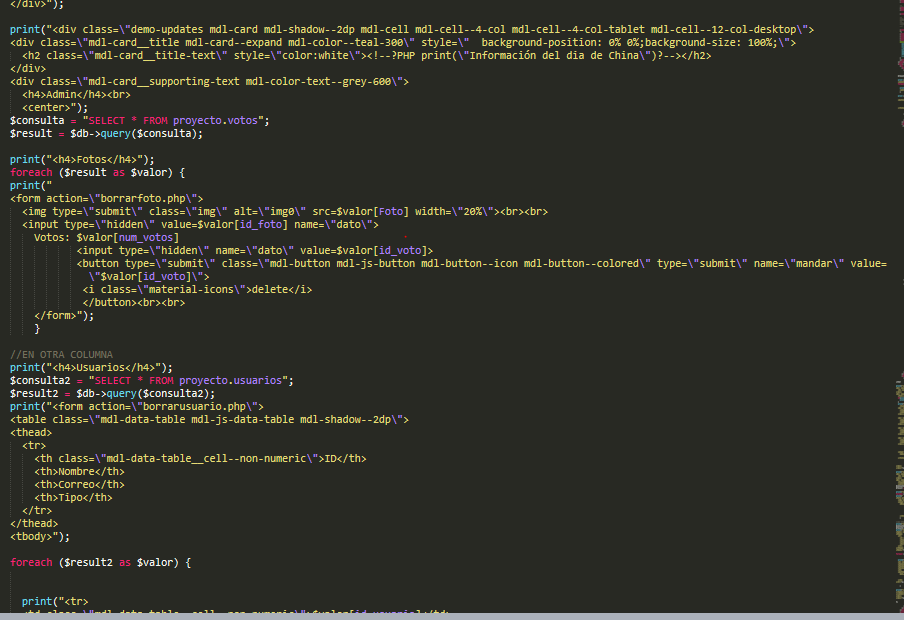 </div>");
print("<div class=\"demo-updates mdl-card mdl-shadow--2dp mdl-cell mdl-cell--4-col mdl-cell--4-col-tablet mdl-cell--12-col-desktop\">
<div class=\"mdl-card__title mdl-card--expand mdl-color--teal-300\" style=\"  background-position: 0% 0%;background-size: 100%;\">
<h2 class=\"mdl-card__title-text\" style=\"color:white\"><!--?PHP print(\"Información del dia de China\")?--></h2>
</div>
<div class=\"mdl-card__supporting-text mdl-color-text--grey-600\">
<h4>Admin</h4><br>
<center>");
$consulta = "SELECT * FROM proyecto.votos";
$result = $db->query($consulta);
print("<h4>Fotos</h4>");
foreach ($result as $valor) {
print("
<form action=\"borrarfoto.php\">
<img type=\"submit\" class=\"img\" alt=\"img0\" src=$valor[Foto] width=\"20%\"><br><br>
<input type=\"hidden\" value=$valor[id_foto] name=\"dato\">
Votos: $valor[num_votos]
<input type=\"hidden\" name=\"dato\" value=$valor[id_voto]>
<button type=\"submit\" class=\"mdl-button mdl-js-button mdl-button--icon mdl-button--colored\" type=\"submit\" name=\"mandar\" value=
\"$valor[id_voto]\">
<i class=\"material-icons\">delete</i>
</button><br><br>
</form>");
}
//EN OTRA COLUMNA
print("<h4>Usuarios</h4>");
$consulta2 = "SELECT * FROM proyecto.usuarios";
$result2 = $db->query($consulta2);
print("<form action=\"borrarusuario.php\">
<table class=\"mdl-data-table mdl-js-data-table mdl-shadow--2dp\">
<thead>
<tr>
<th class=\"mdl-data-table__cell--non-numeric\">ID</th>
<th>Nombre</th>
<th>Correo</th>
<th>Tipo</th>
</tr>
</thead>
<tbody>");
foreach ($result2 as $valor) {
print("<tr>
<td class=\"mdl-data-table__cell--non-numeric\">$valor[id_usuario]</td>